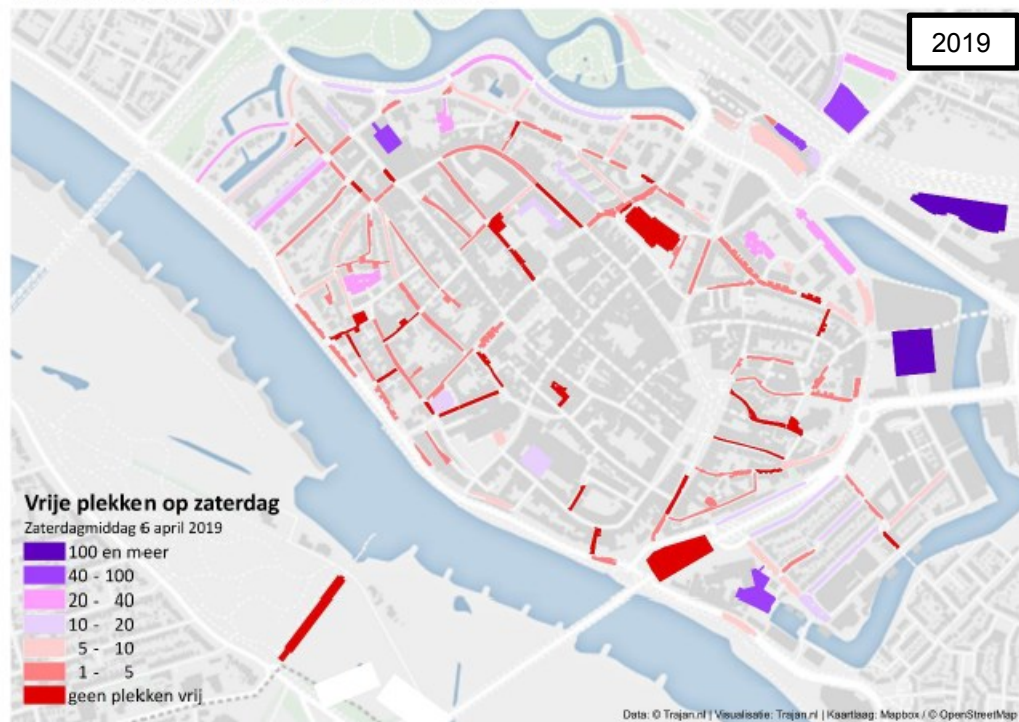 2019
Vrije plekken op zaterdag
Zaterdagmiddag 6 april 2019
100 en meer
40 - 100
20 - 40
10 - 20
5 - 10
1 - 5
geen plekken vrij
Data: © Trajan.nl | Visualisatie: Trajan.nl | Kaartlaag: Mapbox / © OpenStreetMap